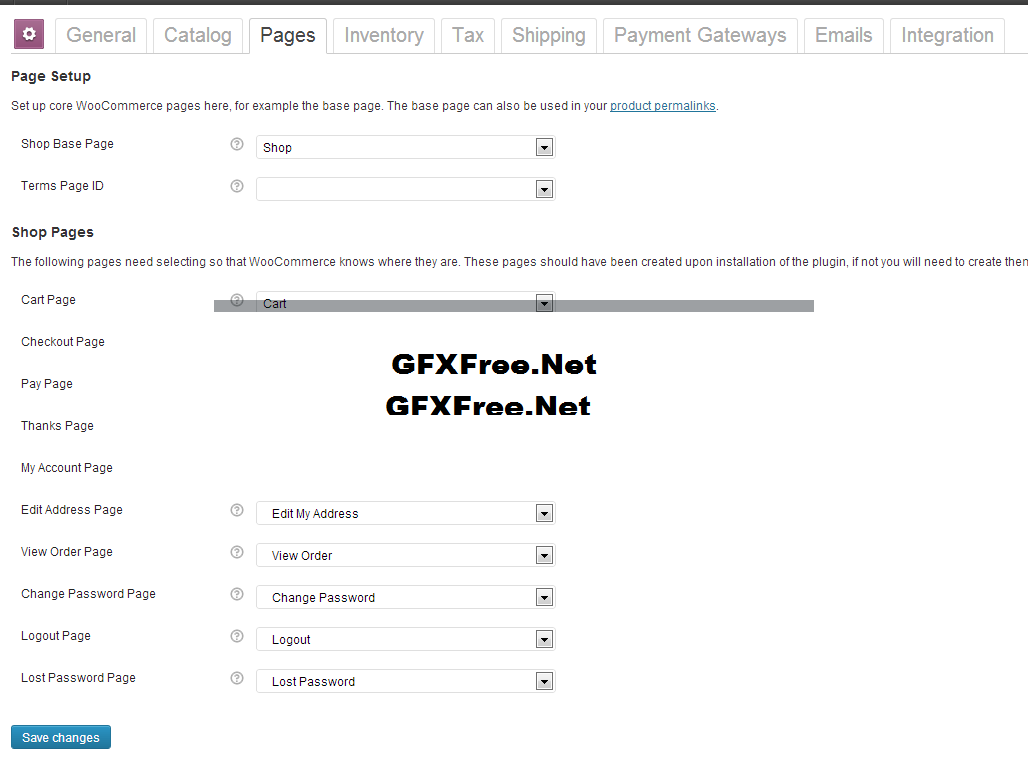 General Catalog Pages Inventory Tax Shipping Payment Gateways Emails Integration
Page Setup
Set up core WooCommerce pages here, for example the base page. The base page can also be used in your product permalinks.
Shop Base Page ? Shop
Terms Page ID ?
Shop Pages
The following pages need selecting so that WooCommerce knows where they are. These pages should have been created upon installation of the plugin, if not you will need to create then
Cart Page ? Cart
Checkout Page
GFXFree.Net
Pay Page
GFXFree.Net
Thanks Page
My Account Page
Edit Address Page ? Edit My Address
View Order Page ? View Order
Change Password Page ? Change Password
Logout Page ? Logout
Lost Password Page ? Lost Password
Save changes